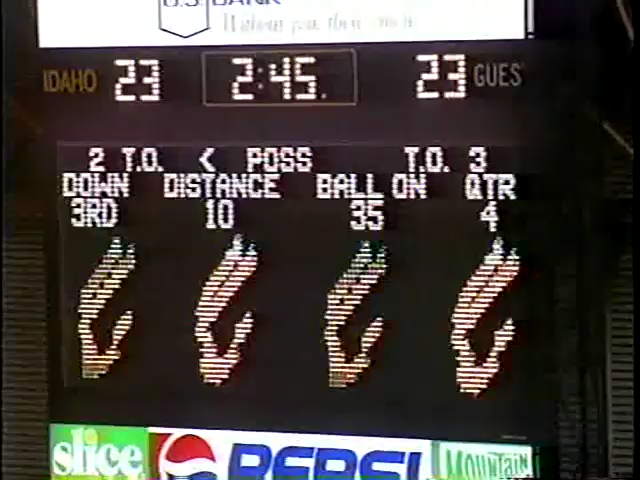 U.S. BANK
Without you, there
IDAHO 23 2:45. 23 GUES
2 T.O. < POSS T.O. 3
DOWN DISTANCE BALL ON QTR
3RD 10 35 4
slice PEPSI MOUNTAIN